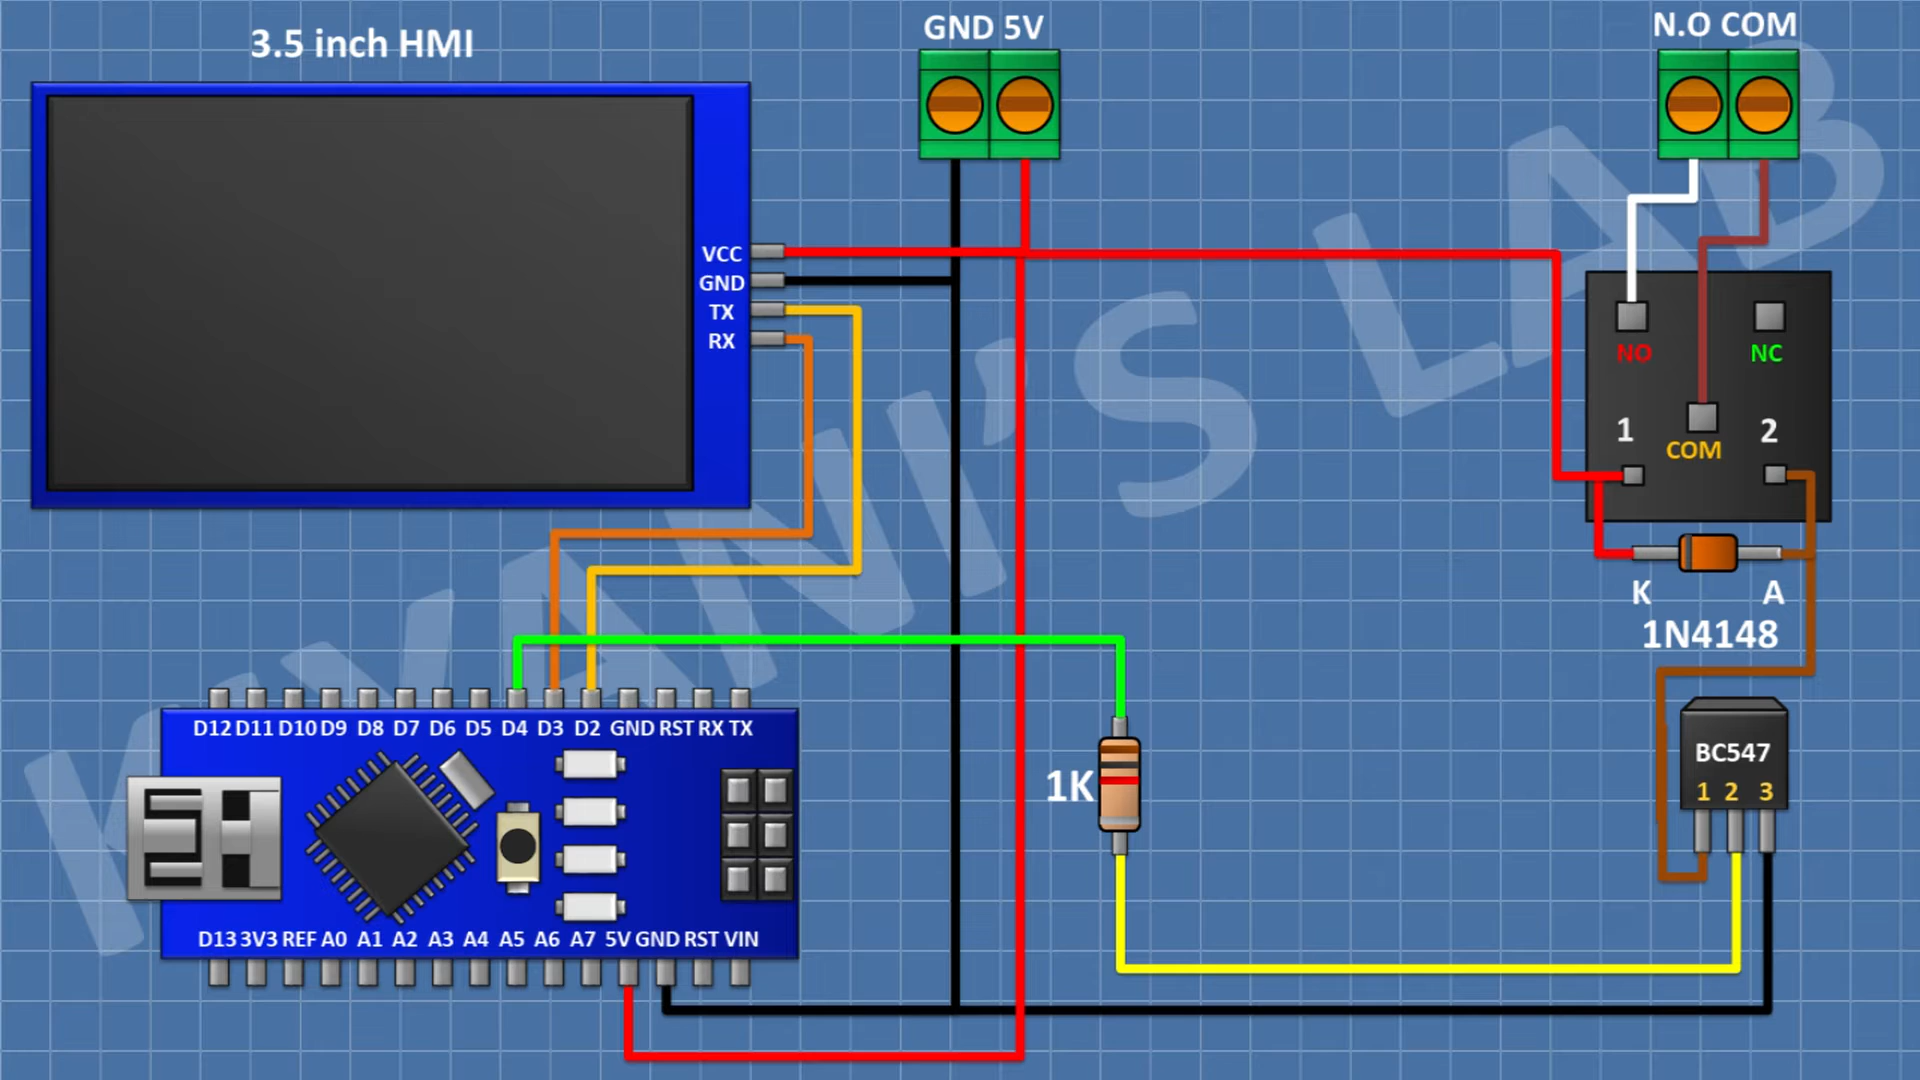 3.5 inch HMI
GND 5V
N.O COM
VCC
GND
TX
RX
NO
NC
1
COM
2
K
A
1N4148
D12 D11 D10 D9 D8 D7 D6 D5 D4 D3 D2 GND RST RX TX
BC547
1 2 3
1K
D13 3V3 REF A0 A1 A2 A3 A4 A5 A6 A7 5V GND RST VIN
KIYANI'S LAB